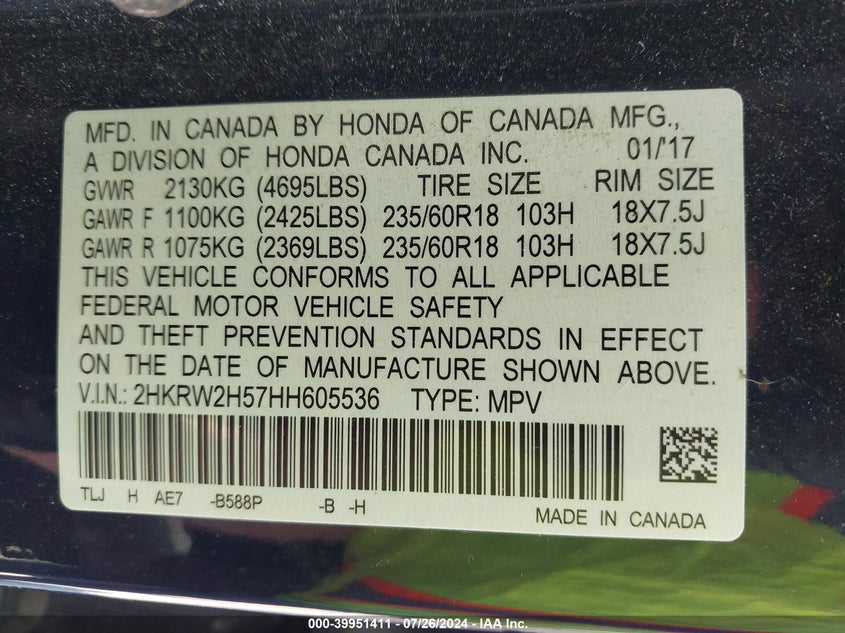 MFD. IN CANADA BY HONDA OF CANADA MFG.,
A DIVISION OF HONDA CANADA INC. 01/'17
GVWR 2130KG (4695LBS) TIRE SIZE RIM SIZE
GAWR F 1100KG (2425LBS) 235/60R18 103H 18X7.5J
GAWR R 1075KG (2369LBS) 235/60R18 103H 18X7.5J
THIS VEHICLE CONFORMS TO ALL APPLICABLE
FEDERAL MOTOR VEHICLE SAFETY
AND THEFT PREVENTION STANDARDS IN EFFECT
ON THE DATE OF MANUFACTURE SHOWN ABOVE.
V.I.N.: 2HKRW2H57HH605536 TYPE: MPV
TLJ H AE7 -B588P -B -H
MADE IN CANADA
000-39951411 - 07/26/2024 - IAA Inc.